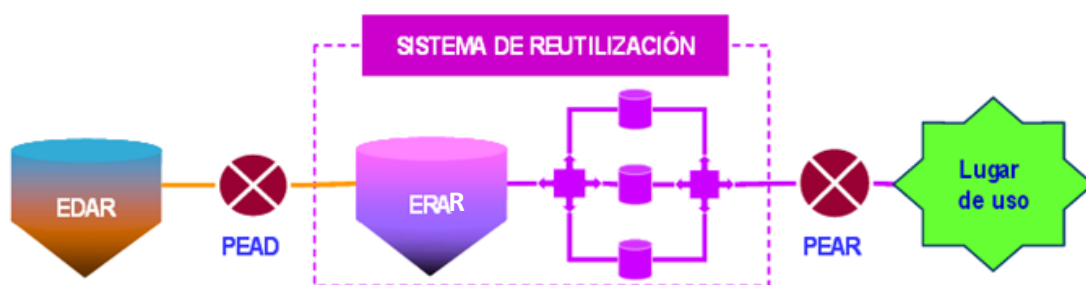 SISTEMA DE REUTILIZACIÓN
EDAR
PEAD
ERAR
PEAR
Lugar
de uso